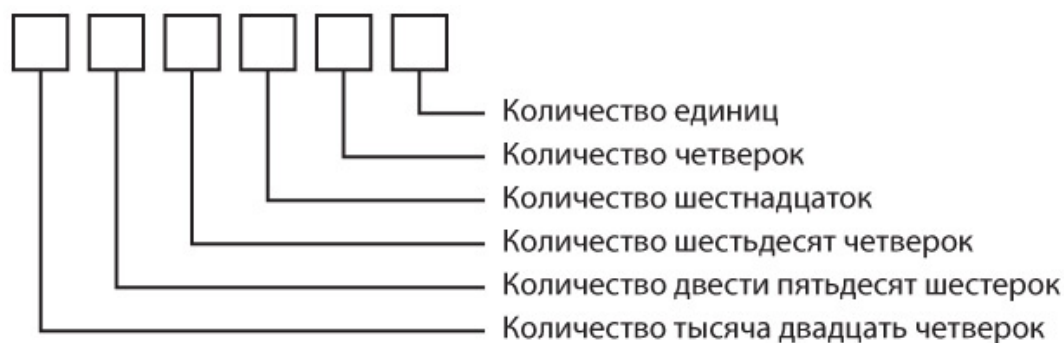 Количество единиц
Количество четверок
Количество шестнадцаток
Количество шестьдесят четверок
Количество двести пятьдесят шестерок
Количество тысяча двадцать четверок